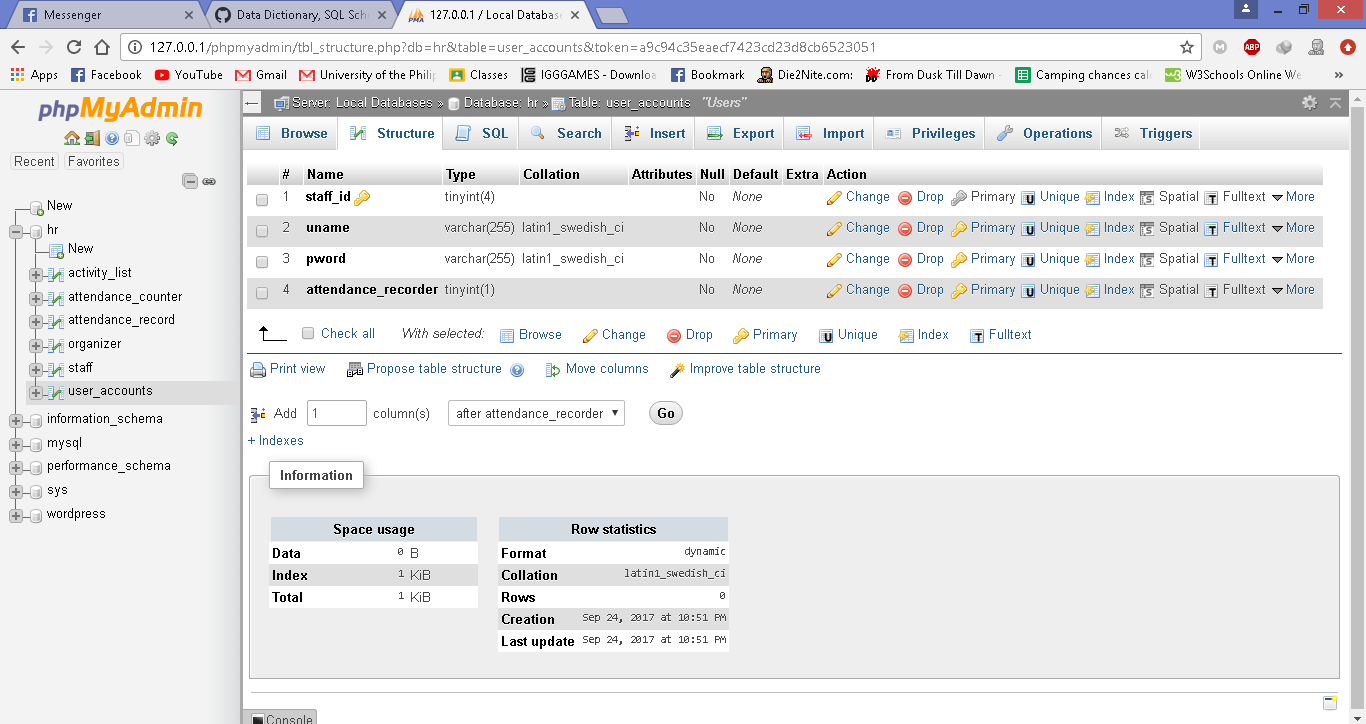 Messenger
Data Dictionary, SQL Sch
127.0.0.1 / Local Databas
127.0.0.1/phpmyadmin/tbl_structure.php?db=hr&table=user_accounts&token=a9c94c35eaecf7423cd23d8cb6523051
Apps Facebook YouTube Gmail University of the Philip Classes IGGGAMES - Downloa Bookmark Die2Nite.com: From Dusk Till Dawn Camping chances cal W3Schools Online We »
phpMyAdmin
Recent Favorites
New
hr
New
activity_list
attendance_counter
attendance_record
organizer
staff
user_accounts
information_schema
mysql
performance_schema
sys
wordpress
Server: Local Databases » Database: hr » Table: user_accounts "Users"
Browse Structure SQL Search Insert Export Import Privileges Operations Triggers
# Name Type Collation Attributes Null Default Extra Action
1 staff_id tinyint(4) No None Change Drop Primary Unique Index Spatial Fulltext More
2 uname varchar(255) latin1_swedish_ci No None Change Drop Primary Unique Index Spatial Fulltext More
3 pword varchar(255) latin1_swedish_ci No None Change Drop Primary Unique Index Spatial Fulltext More
4 attendance_recorder tinyint(1) No None Change Drop Primary Unique Index Spatial Fulltext More
Check all With selected: Browse Change Drop Primary Unique Index Fulltext
Print view Propose table structure Move columns Improve table structure
Add 1 column(s) after attendance_recorder Go
+ Indexes
Information
Space usage
Data 0 B
Index 1 KiB
Total 1 KiB
Row statistics
Format dynamic
Collation latin1_swedish_ci
Rows 0
Creation Sep 24, 2017 at 10:51 PM
Last update Sep 24, 2017 at 10:51 PM
Console